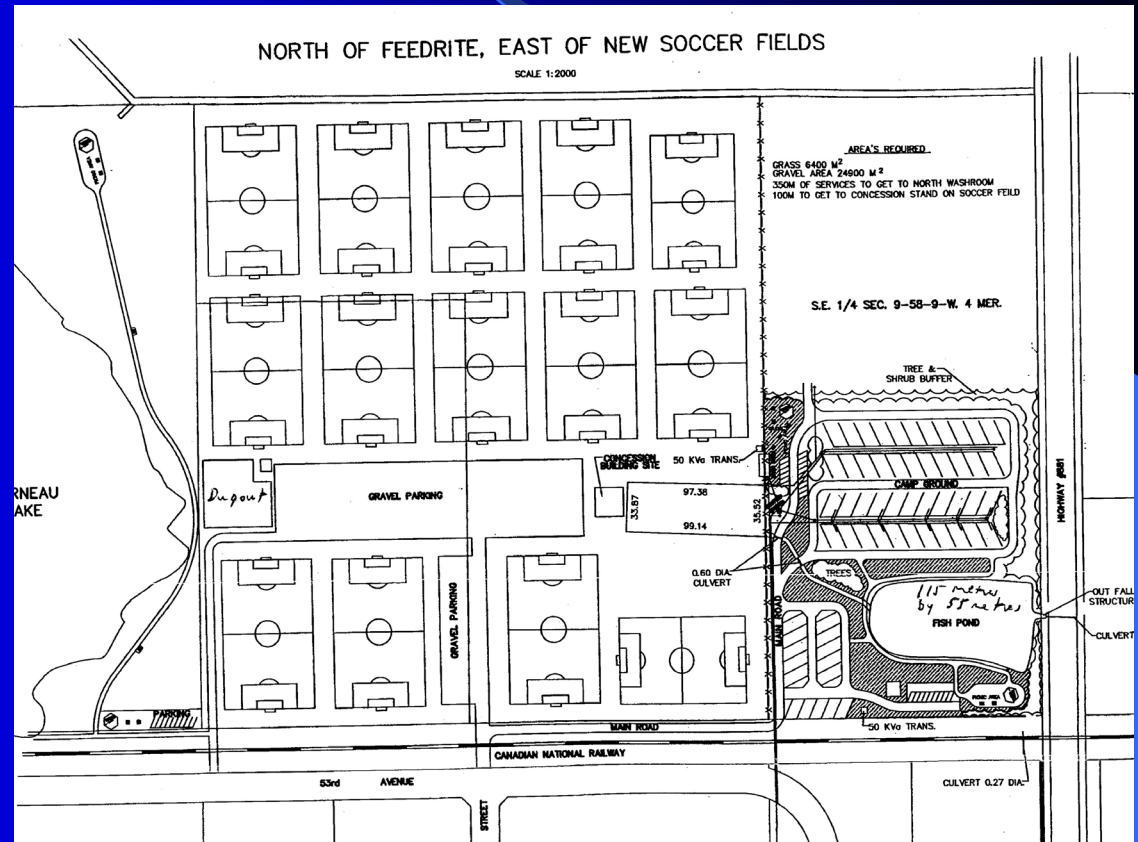 NORTH OF FEEDRITE, EAST OF NEW SOCCER FIELDS
SCALE 1:2000
AREA'S REQUIRED
GRASS 6400 M²
GRAVEL AREA 24900 M²
350M OF SERVICES TO GET TO NORTH WASHROOM
100M TO GET TO CONCESSION STAND ON SOCCER FEILD
S.E. 1/4 SEC. 9-58-9-W. 4 MER.
TREE &
SHRUB BUFFER
CONCESSION
BUILDING SITE
50 KVa TRANS.
RNEAU
AKE
Dugout
GRAVEL PARKING
97.38
33.87
35.52
99.14
CAMP GROUND
HIGHWAY #881
0.60 DIA.
CULVERT
TREES
115 metres
by 55 metres
FISH POND
OUT FALL
STRUCTUR
CULVERT
GRAVEL PARKING
MAIN ROAD
PICNIC AREA
PARKING
MAIN ROAD
50 KVa TRANS.
CANADIAN NATIONAL RAILWAY
53rd AVENUE
CULVERT 0.27 DIA.
STREET